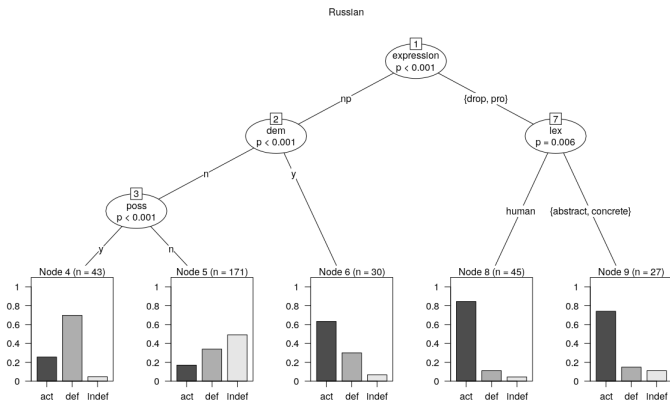 Russian
1
expression
p < 0.001
np
{drop, pro}
2
dem
p < 0.001
7
lex
p = 0.006
n
y
3
poss
p < 0.001
human
{abstract, concrete}
y
n
Node 4 (n = 43)
1
0.8
0.6
0.4
0.2
0
act def indef
Node 5 (n = 171)
1
0.8
0.6
0.4
0.2
0
act def indef
Node 6 (n = 30)
1
0.8
0.6
0.4
0.2
0
act def indef
Node 8 (n = 45)
1
0.8
0.6
0.4
0.2
0
act def indef
Node 9 (n = 27)
1
0.8
0.6
0.4
0.2
0
act def indef